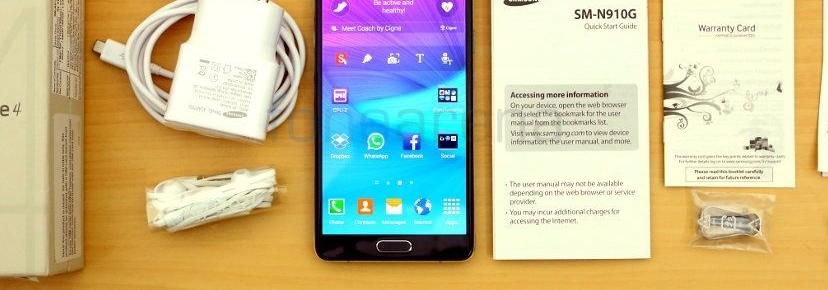 e 4
Be active and
healthy!
Meet Coach by Cigna
Cigna
S
T
CPU-Z
Dropbox
WhatsApp
Facebook
Social
Phone
Contacts
Messages
Internet
Apps
SAMSUNG
SM-N910G
Quick Start Guide
Accessing more information
On your device, open the web browser
and select the bookmark for the user
manual from the bookmarks list.
Visit www.samsung.com to view device
information, the user manual, and more.
• The user manual may not be available
depending on the web browser or service
provider.
• You may incur additional charges for
accessing the Internet.
Warranty Card
Please read this booklet carefully
and retain for future reference